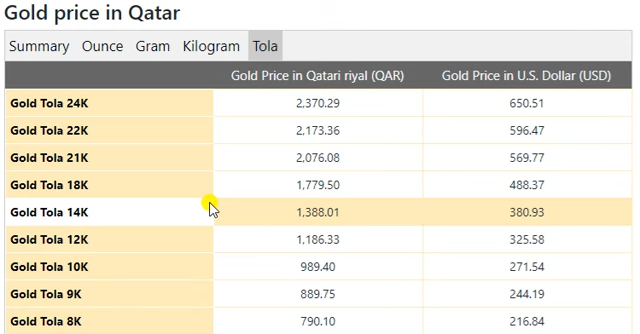 Gold price in Qatar
Summary Ounce Gram Kilogram Tola
Gold Price in Qatari riyal (QAR) Gold Price in U.S. Dollar (USD)
Gold Tola 24K 2,370.29 650.51
Gold Tola 22K 2,173.36 596.47
Gold Tola 21K 2,076.08 569.77
Gold Tola 18K 1,779.50 488.37
Gold Tola 14K 1,388.01 380.93
Gold Tola 12K 1,186.33 325.58
Gold Tola 10K 989.40 271.54
Gold Tola 9K 889.75 244.19
Gold Tola 8K 790.10 216.84